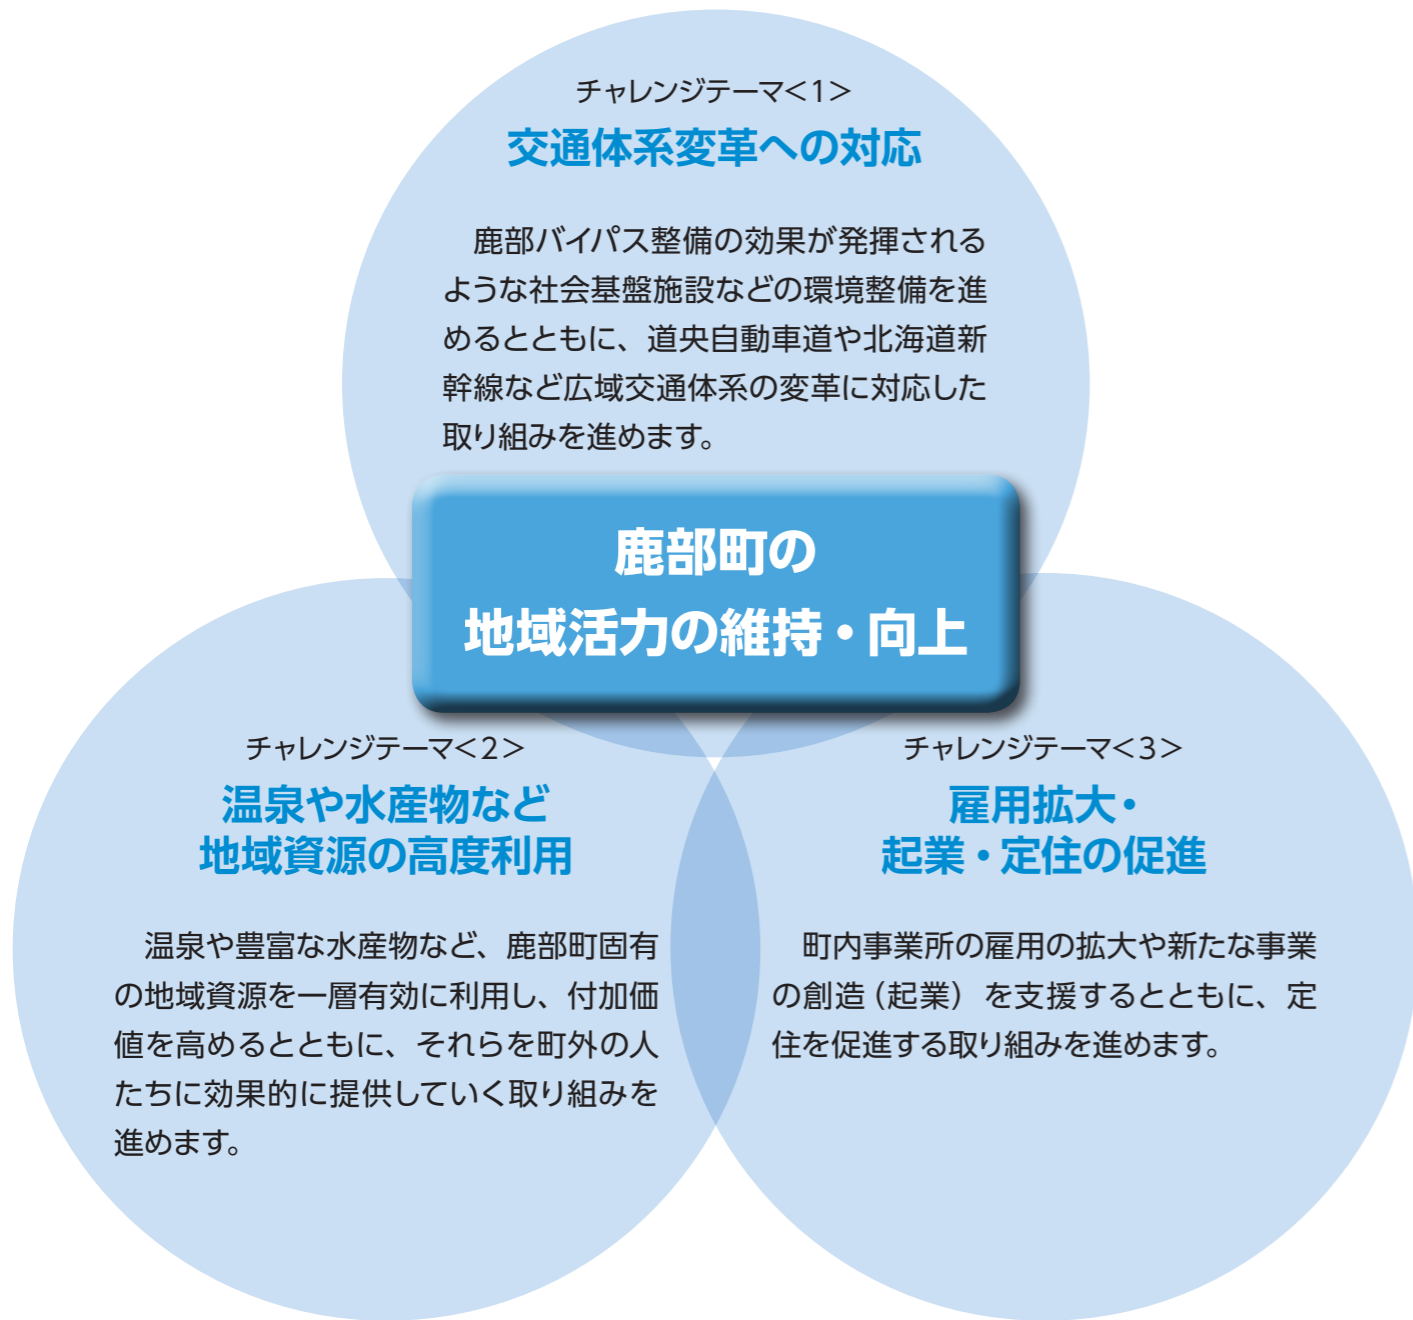 チャレンジテーマ<1>
交通体系変革への対応
鹿部バイパス整備の効果が発揮される
ような社会基盤施設などの環境整備を進
めるとともに、道央自動車道や北海道新
幹線など広域交通体系の変革に対応した
取り組みを進めます。
鹿部町の
地域活力の維持・向上
チャレンジテーマ<2>
温泉や水産物など
地域資源の高度利用
温泉や豊富な水産物など、鹿部町固有
の地域資源を一層有効に利用し、付加価
値を高めるとともに、それらを町外の人
たちに効果的に提供していく取り組みを
進めます。
チャレンジテーマ<3>
雇用拡大・
起業・定住の促進
町内事業所の雇用の拡大や新たな事業
の創造（起業）を支援するとともに、定
住を促進する取り組みを進めます。